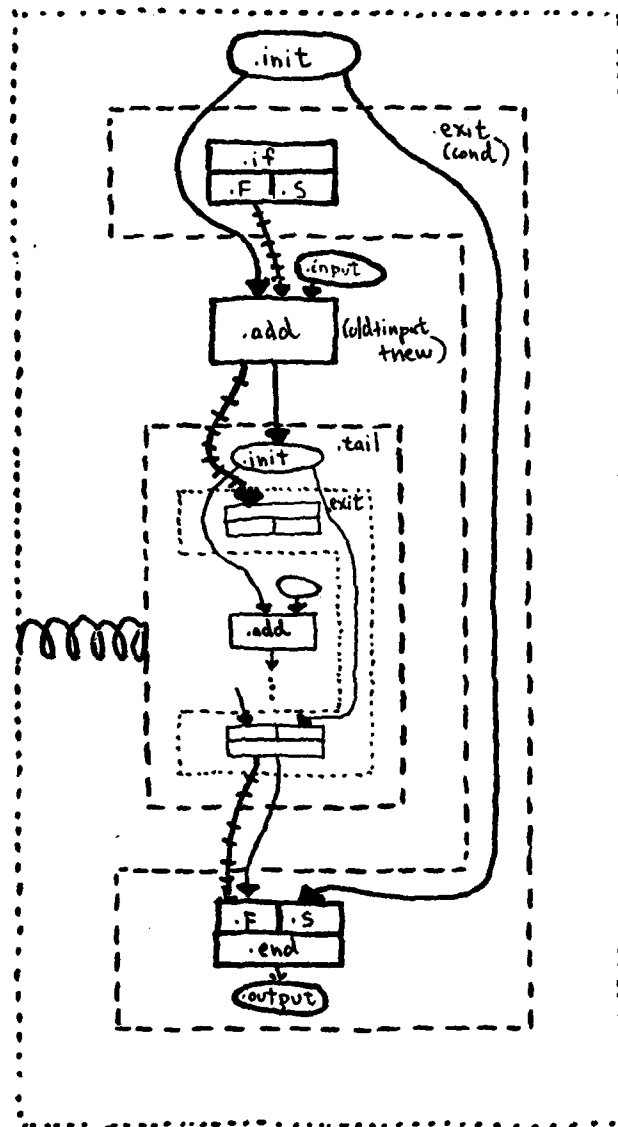 .init
.exit
(cond)
.if
.F .S
.input
.add
(old+input
+new)
.tail
.init
.exit
.add
.F .S
.end
.output